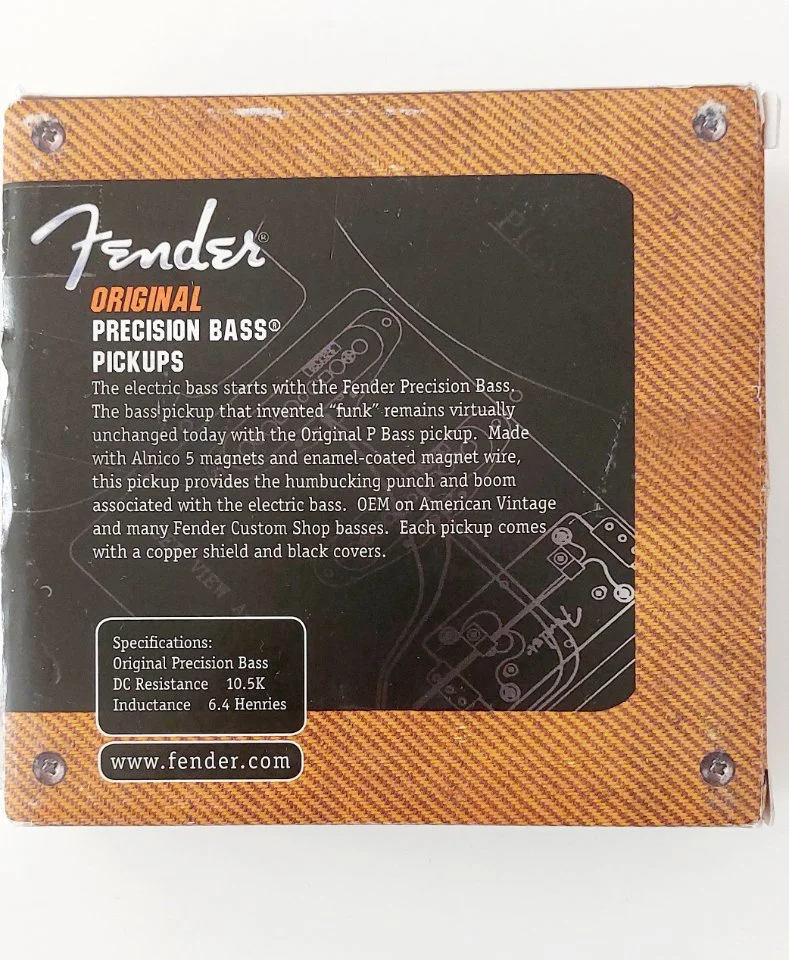 Fender®
ORIGINAL
PRECISION BASS®
PICKUPS
The electric bass starts with the Fender Precision Bass.
The bass pickup that invented “funk” remains virtually
unchanged today with the Original P Bass pickup. Made
with Alnico 5 magnets and enamel-coated magnet wire,
this pickup provides the humbucking punch and boom
associated with the electric bass. OEM on American Vintage
and many Fender Custom Shop basses. Each pickup comes
with a copper shield and black covers.
VIEW
Specifications:
Original Precision Bass
DC Resistance 10.5K
Inductance 6.4 Henries
www.fender.com